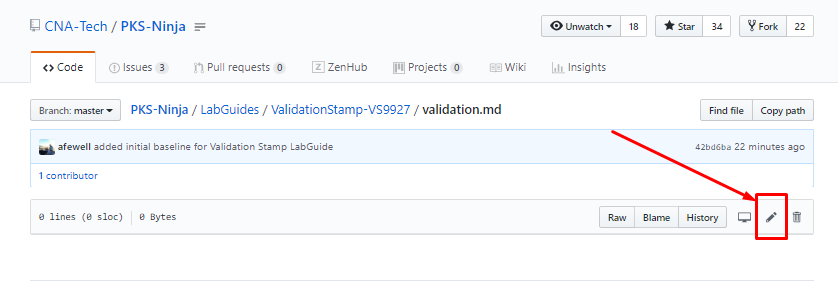 CNA-Tech / PKS-Ninja
Unwatch 18 Star 34 Fork 22
Code Issues 3 Pull requests 0 ZenHub Projects 0 Wiki Insights
Branch: master PKS-Ninja / LabGuides / ValidationStamp-VS9927 / validation.md Find file Copy path
afewell added initial baseline for Validation Stamp LabGuide 42bd6ba 22 minutes ago
1 contributor
0 lines (0 sloc) 0 Bytes Raw Blame History